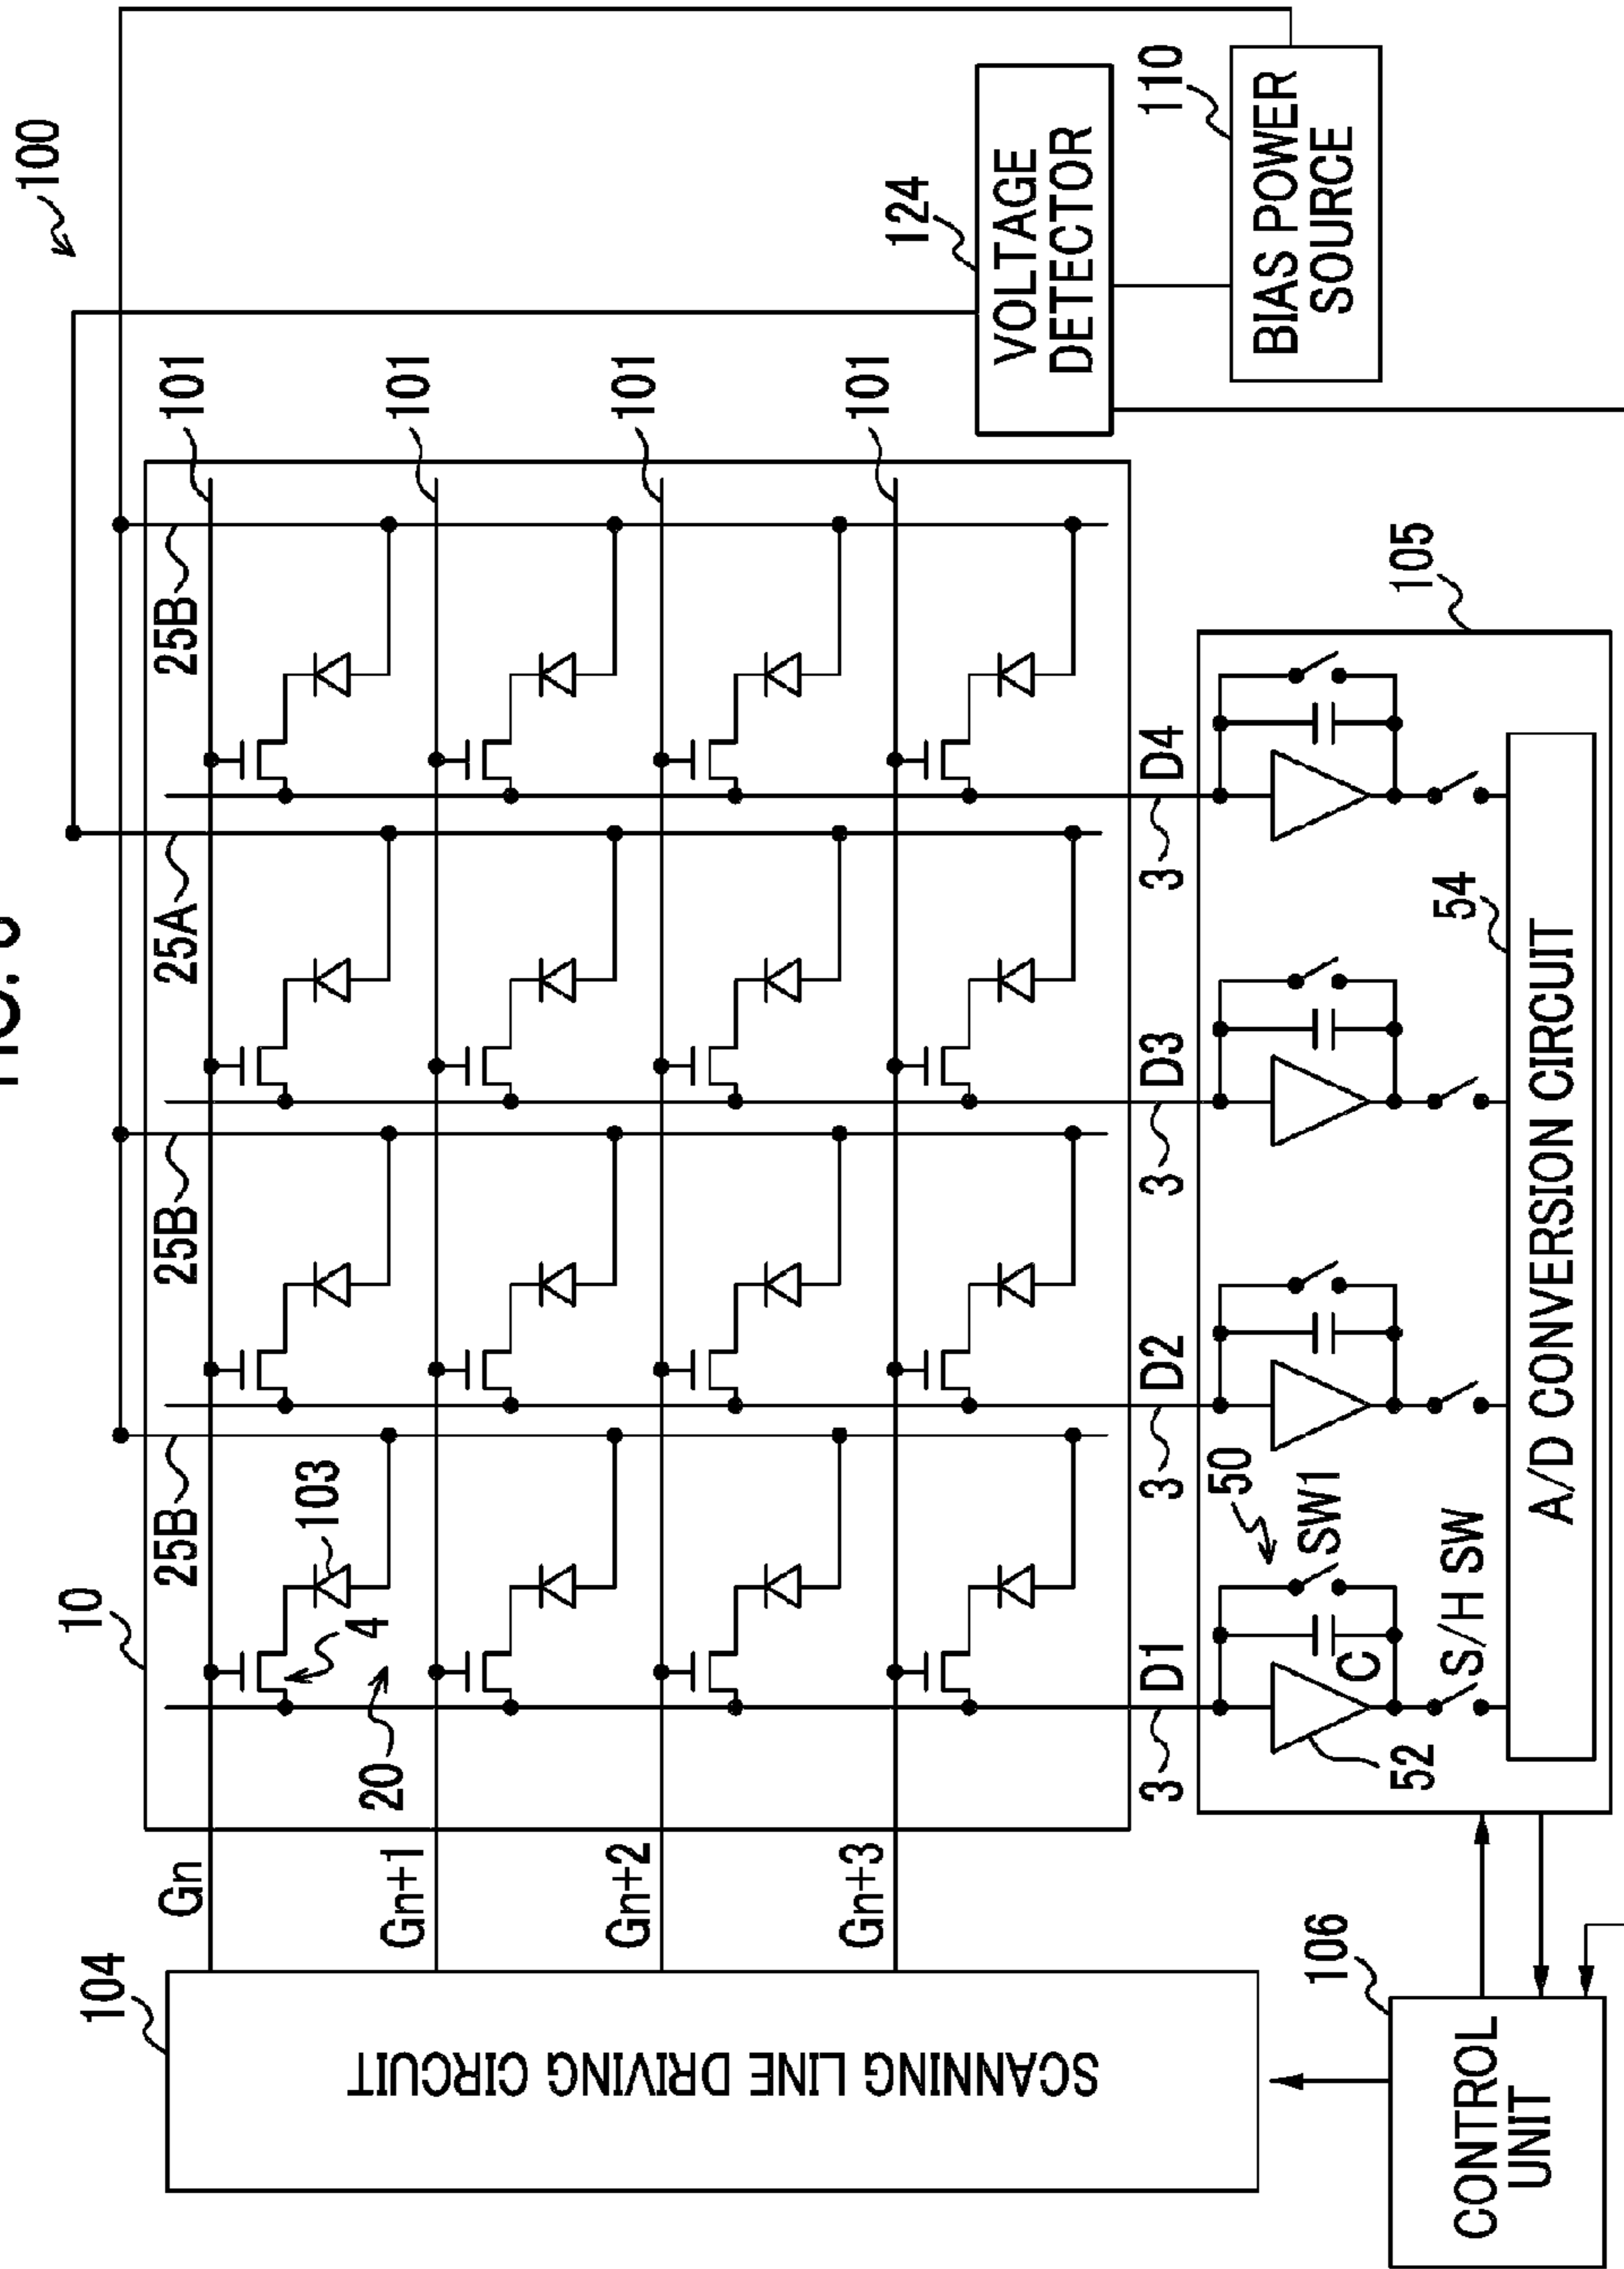 FIG.
100
104
10
Gn
25B
25B
25A
25B
101
103
4
20
Gn+1
101
Gn+2
101
Gn+3
101
SCANNING LINE DRIVING CIRCUIT
124
VOLTAGE
DETECTOR
110
BIAS POWER
SOURCE
3
D1
3
D2
3
D3
3
D4
50
SW1
C
52
S/H SW
105
54
A/D CONVERSION CIRCUIT
106
CONTROL
UNIT